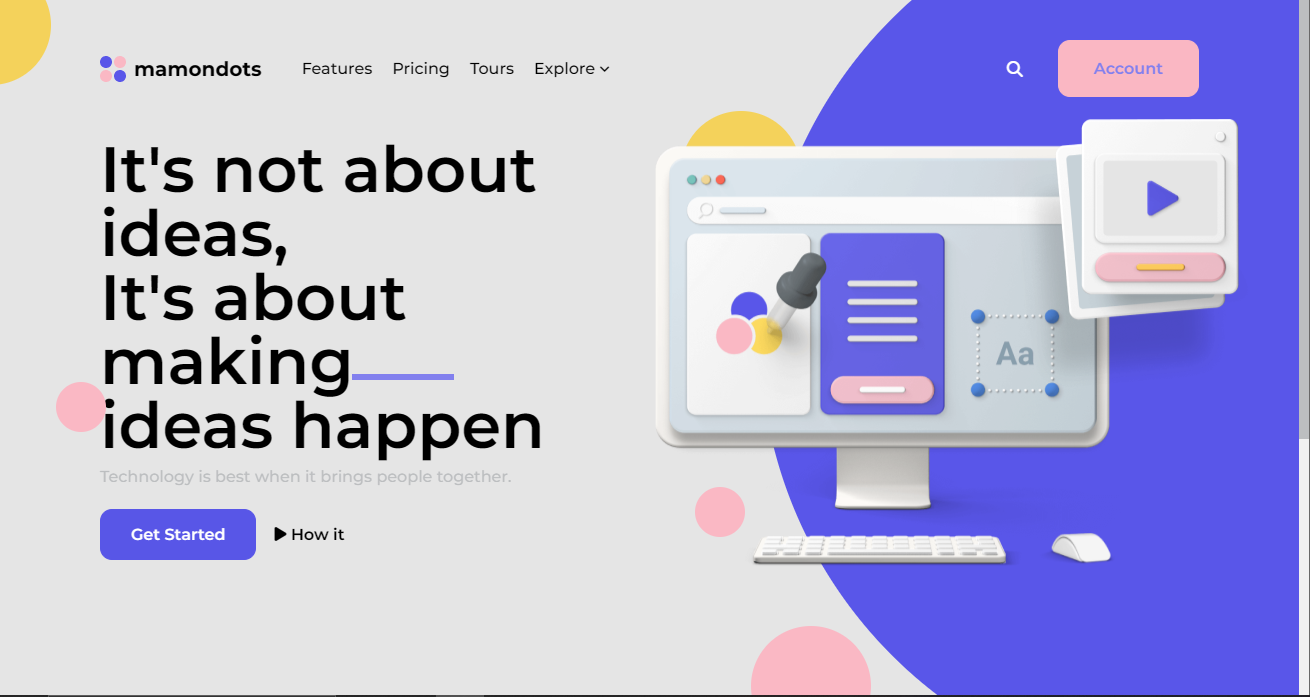 mamondots
Features
Pricing
Tours
Explore
Account
It's not about
ideas,
It's about
making
ideas happen
Technology is best when it brings people together.
Get Started
How it
Aa